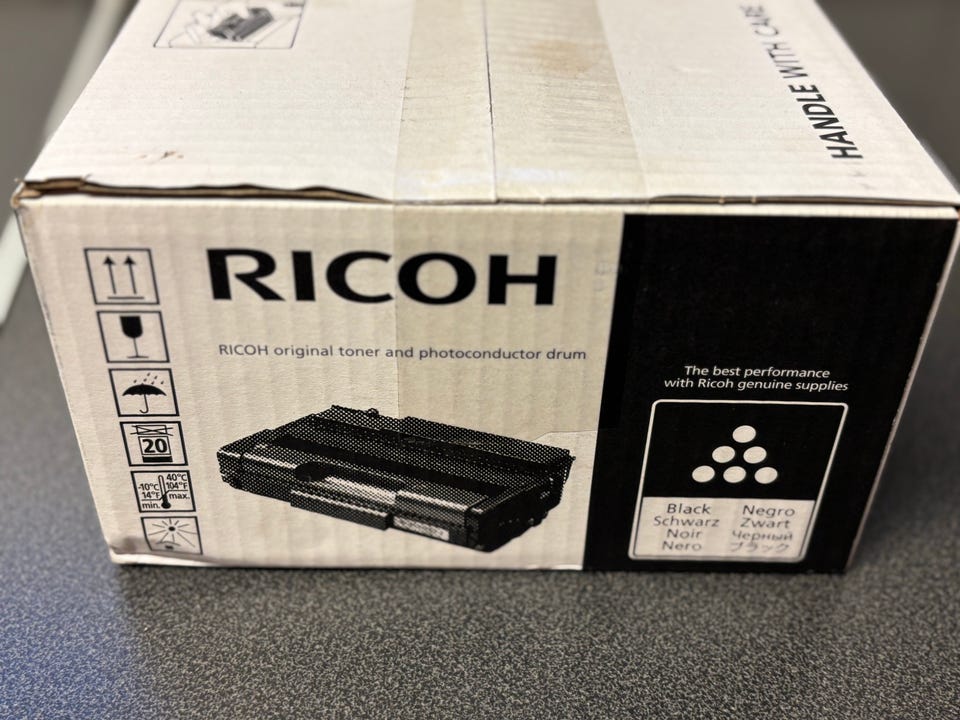 HANDLE WITH CARE
RICOH
RICOH original toner and photoconductor drum
20
-10°C 40°C
14°F 104°F
min. max.
The best performance
with Ricoh genuine supplies
Black Negro
Schwarz Zwart
Noir Черный
Nero ブラック